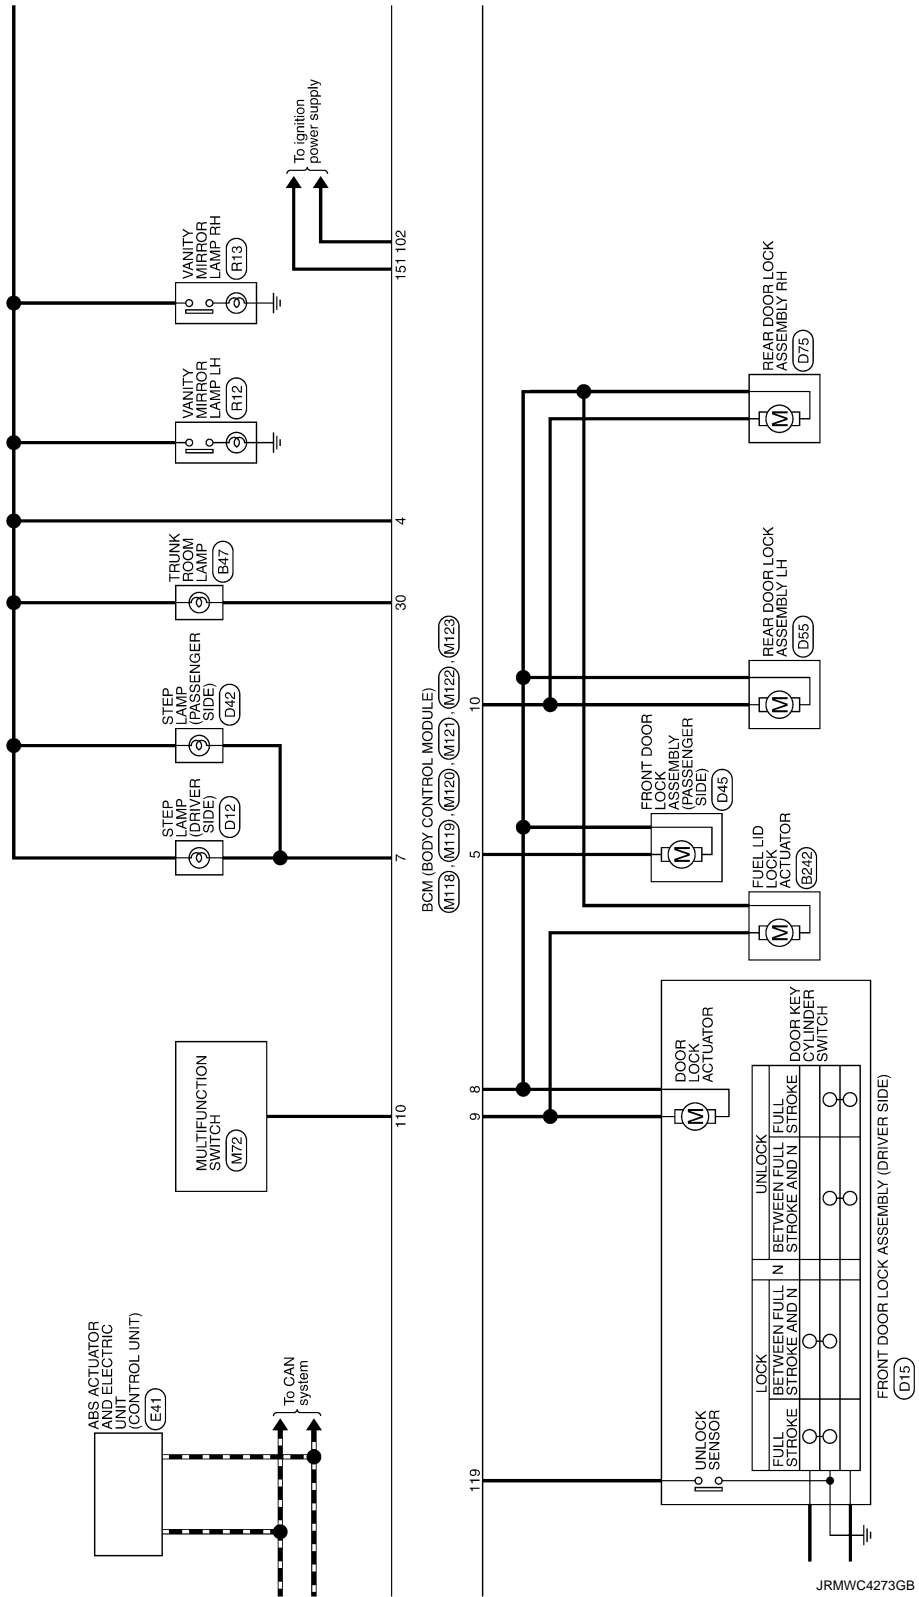 ABS ACTUATOR
AND ELECTRIC
UNIT
(CONTROL UNIT)
E41
To CAN
system
MULTIFUNCTION
SWITCH
M72
STEP
LAMP
(DRIVER
SIDE)
D12
STEP
LAMP
(PASSENGER
SIDE)
D42
TRUNK
ROOM
LAMP
B47
VANITY
MIRROR
LAMP LH
R12
VANITY
MIRROR
LAMP RH
R13
To ignition
power supply
110
7
30
4
151 102
BCM (BODY CONTROL MODULE)
M118 , M119 , M120 , M121 , M122 , M123
119
9
8
5
10
UNLOCK
SENSOR
DOOR
LOCK
ACTUATOR
LOCK
N
UNLOCK
FULL
STROKE
BETWEEN FULL
STROKE AND N
BETWEEN FULL
STROKE AND N
FULL
STROKE
DOOR KEY
CYLINDER
SWITCH
FRONT DOOR LOCK ASSEMBLY (DRIVER SIDE)
D15
M
FUEL LID
LOCK
ACTUATOR
B242
M
FRONT DOOR
LOCK
ASSEMBLY
(PASSENGER
SIDE)
D45
M
REAR DOOR LOCK
ASSEMBLY LH
D55
M
REAR DOOR LOCK
ASSEMBLY RH
D75
M
JRMWC4273GB